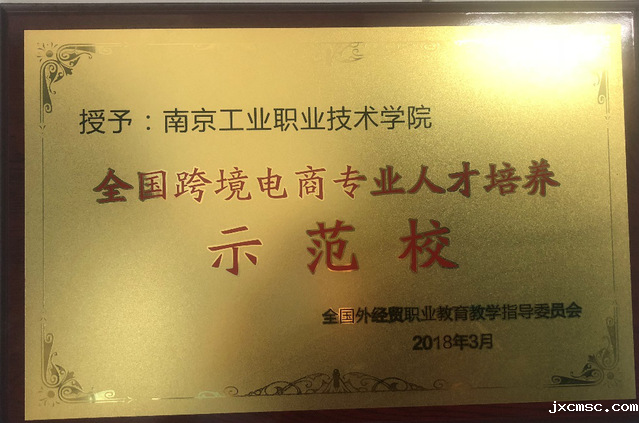 授予：南京工业职业技术学院
全国跨境电商专业人才培养
示范校
全国外经贸职业教育教学指导委员会
2018年3月
jxcmsc.com